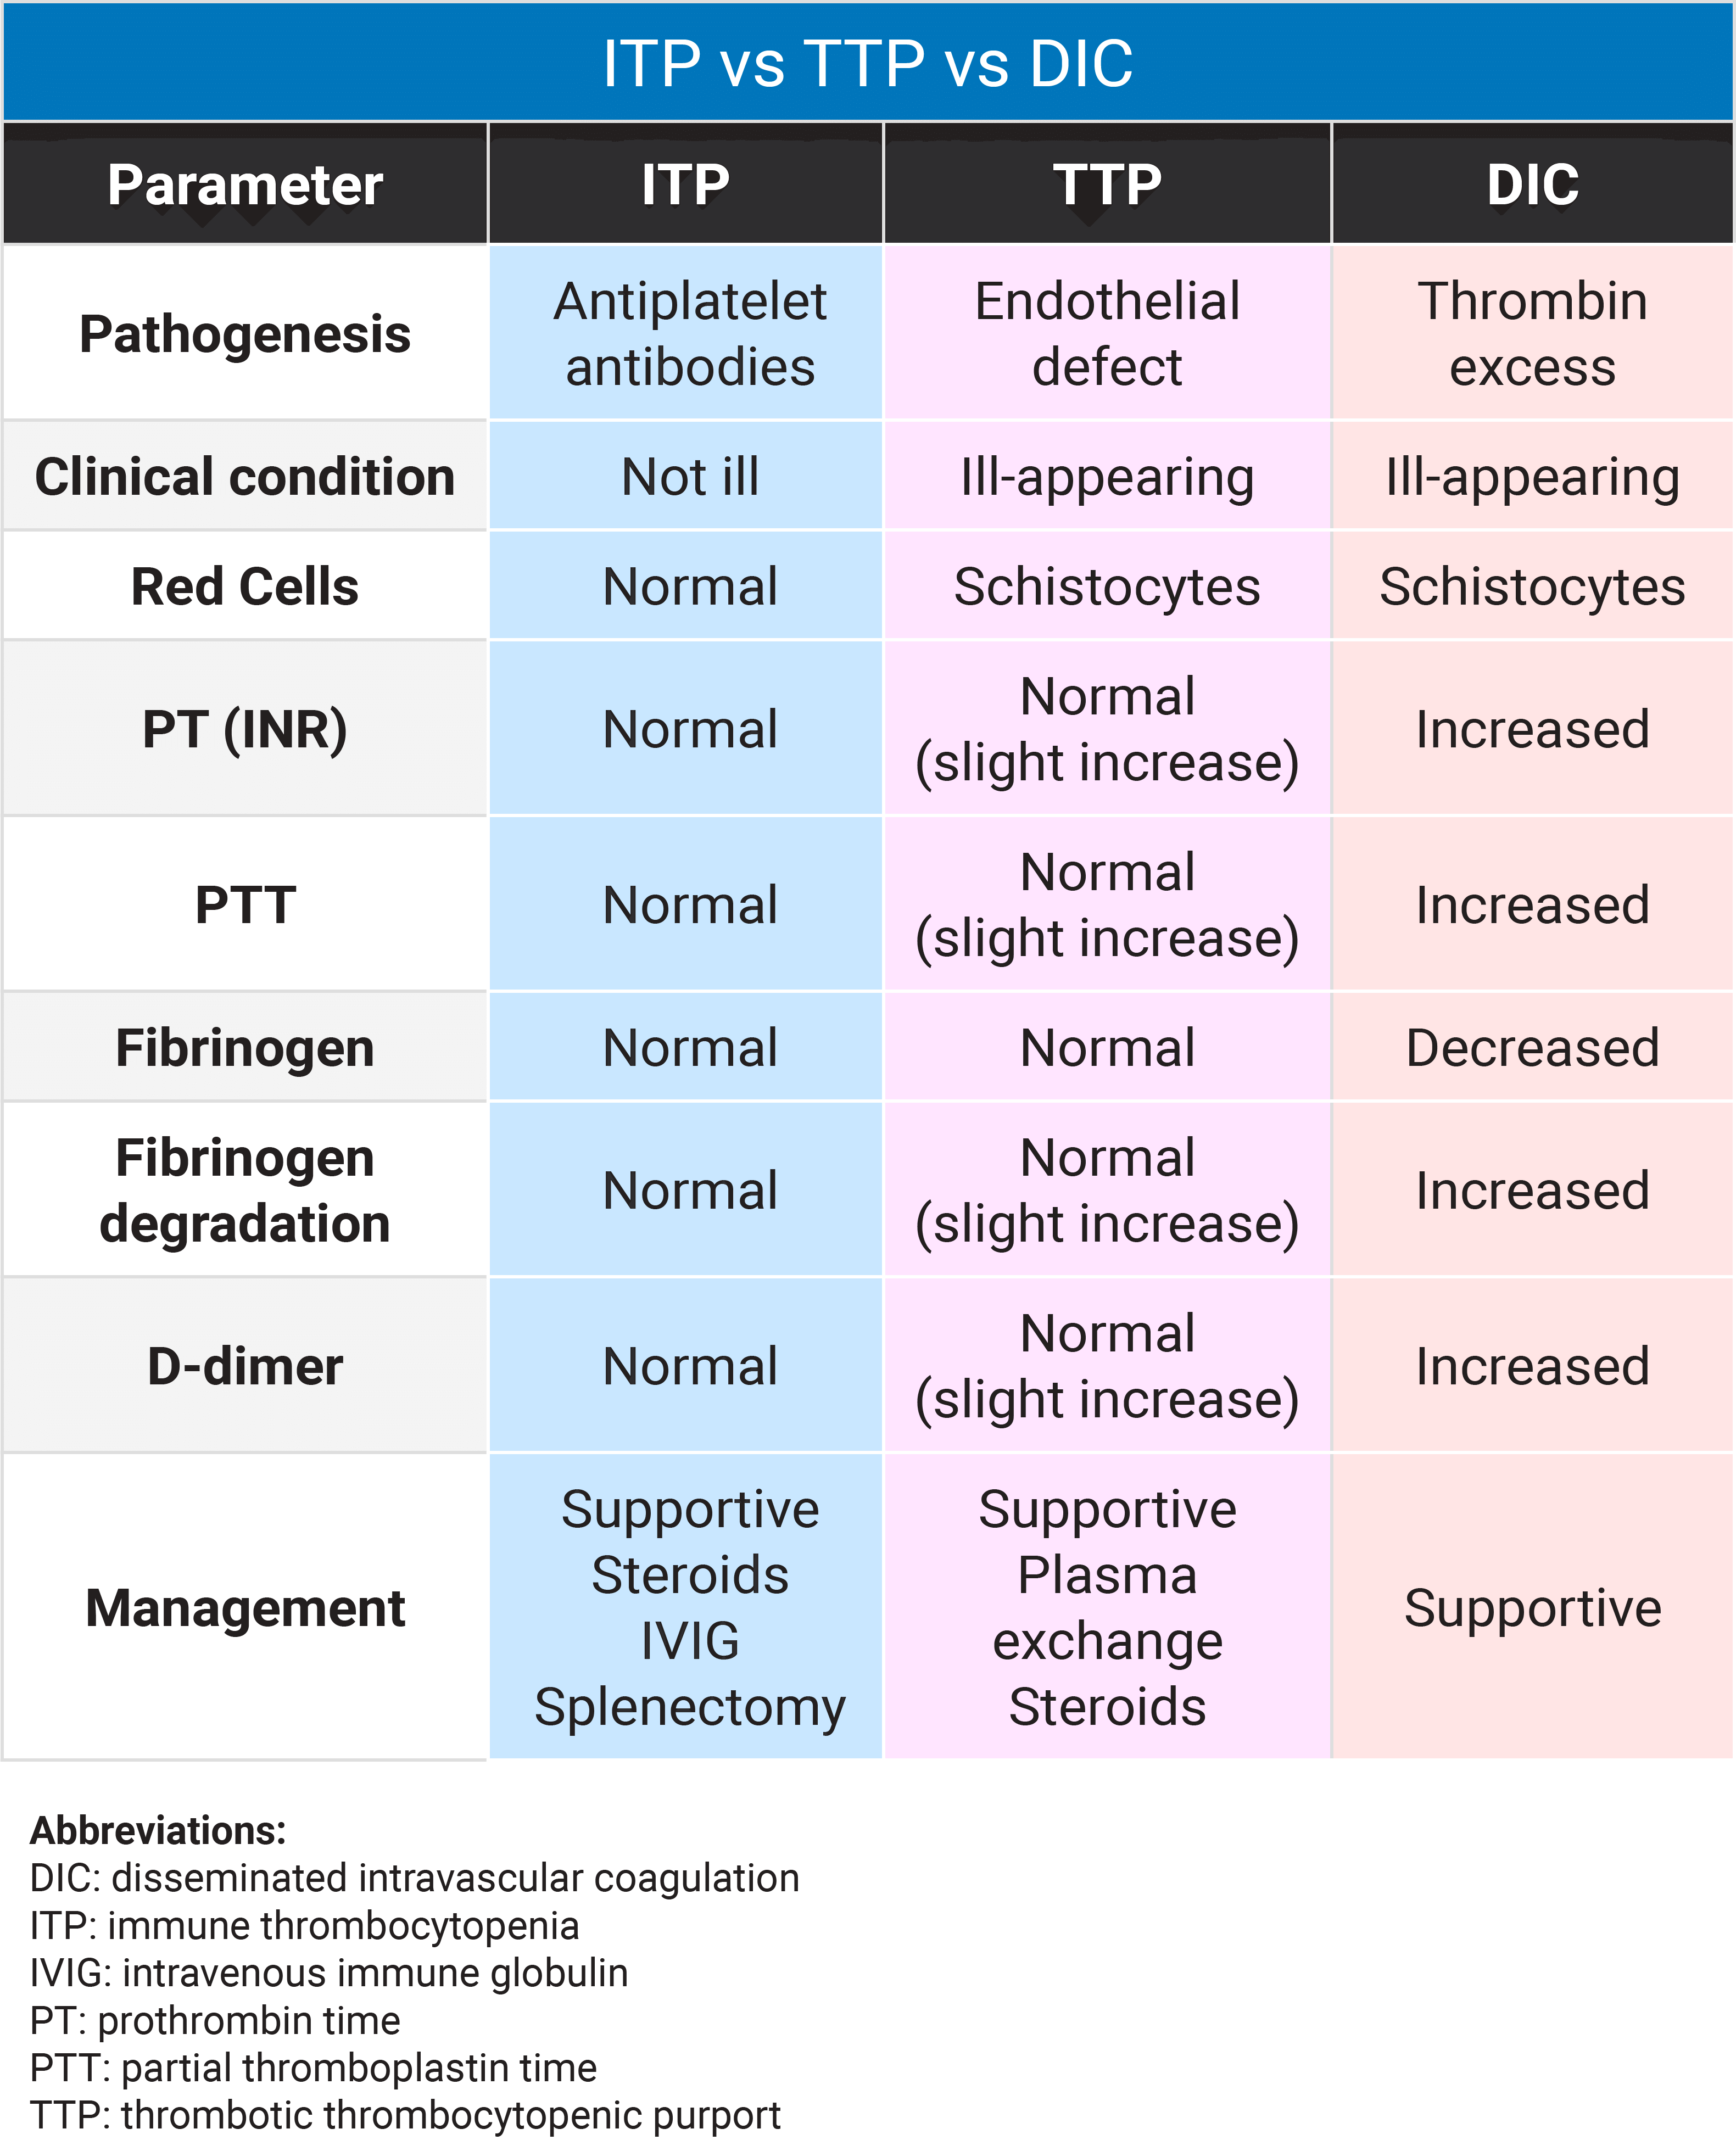 ITP vs TTP vs DIC
Parameter ITP TTP DIC
Pathogenesis
Antiplatelet
antibodies
Endothelial
defect
Thrombin
excess
Clinical condition Not ill Ill-appearing Ill-appearing
Red Cells Normal Schistocytes Schistocytes
PT (INR) Normal
Normal
(slight increase)
Increased
PTT Normal
Normal
(slight increase)
Increased
Fibrinogen Normal Normal Decreased
Fibrinogen
degradation
Normal
Normal
(slight increase)
Increased
D-dimer Normal
Normal
(slight increase)
Increased
Management
Supportive
Steroids
IVIG
Splenectomy
Supportive
Plasma
exchange
Steroids
Supportive
Abbreviations:
DIC: disseminated intravascular coagulation
ITP: immune thrombocytopenia
IVIG: intravenous immune globulin
PT: prothrombin time
PTT: partial thromboplastin time
TTP: thrombotic thrombocytopenic purport